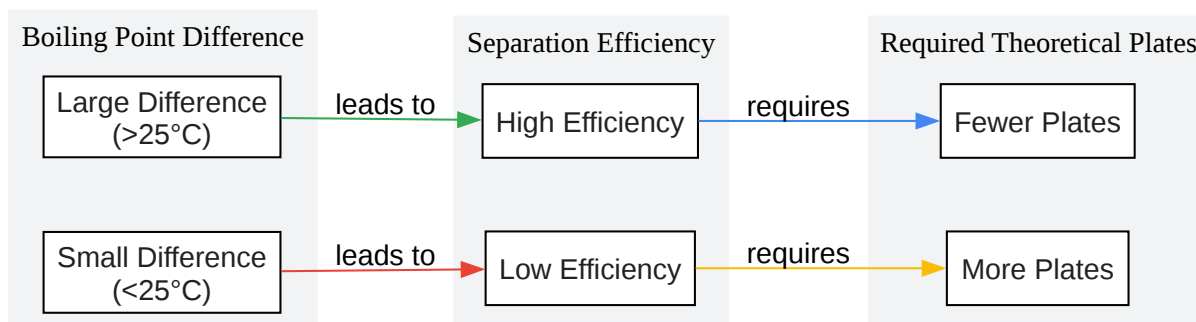 Boiling Point Difference
Separation Efficiency
Required Theoretical Plates
Large Difference
(>25°C)
leads to
High Efficiency
requires
Fewer Plates
Small Difference
(<25°C)
leads to
Low Efficiency
requires
More Plates